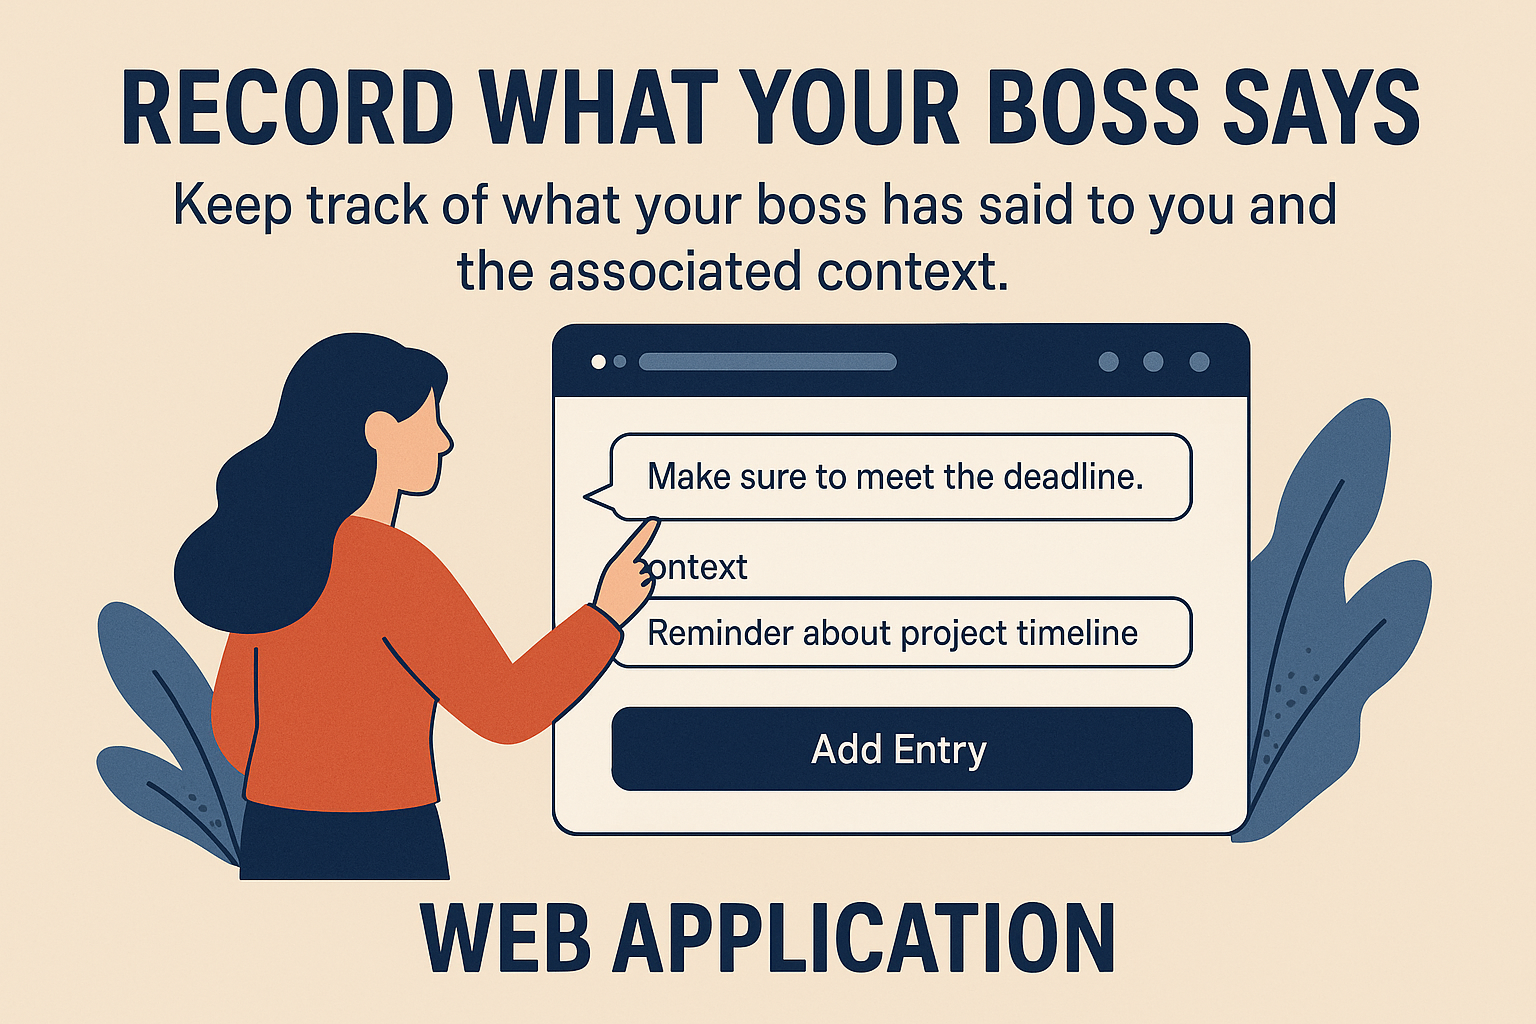 RECORD WHAT YOUR BOSS SAYS
Keep track of what your boss has said to you and
the associated context.
Make sure to meet the deadline.
ontext
Reminder about project timeline
Add Entry
WEB APPLICATION